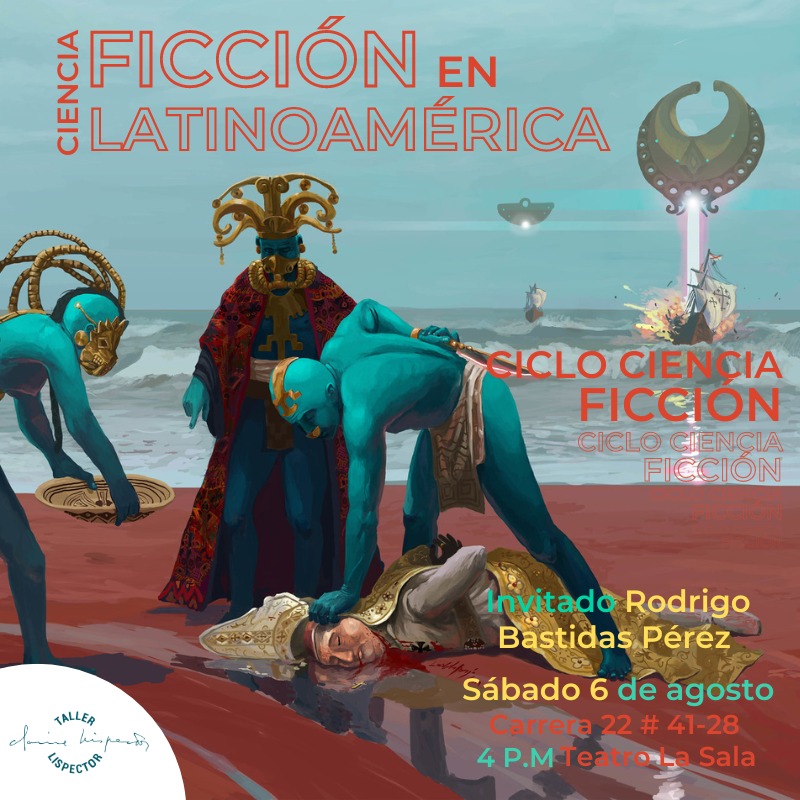 CIENCIA
FICCIÓN EN
LATINOAMÉRICA
CICLO CIENCIA
FICCIÓN
CICLO CIENCIA
FICCIÓN
Invitado Rodrigo
Bastidas Pérez
Sábado 6 de agosto
Carrera 22 # 41-28
4 P.M Teatro La Sala
TALLER
LISPECTOR